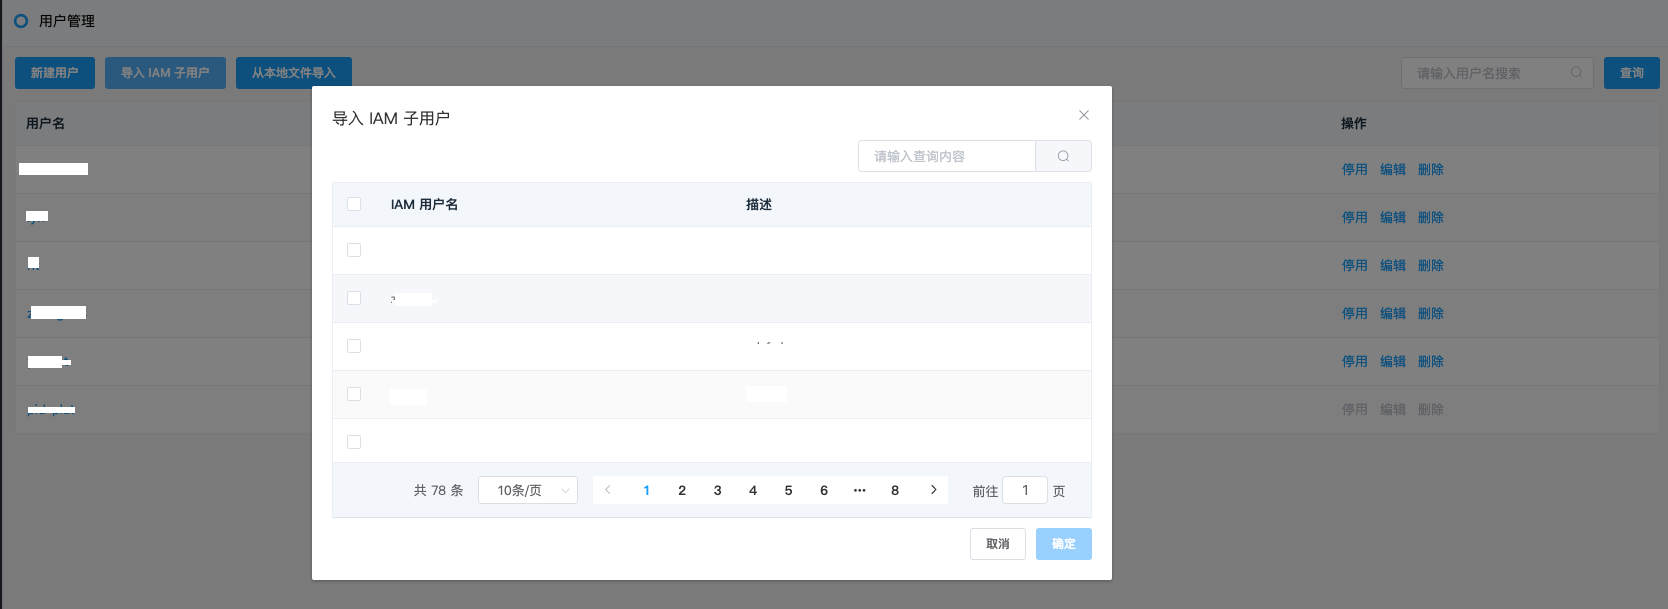 用户管理
新建用户 导入 IAM 子用户 从本地文件导入 请输入用户名搜索 查询
用户名 操作
停用 编辑 删除
停用 编辑 删除
停用 编辑 删除
停用 编辑 删除
停用 编辑 删除
停用 编辑 删除
导入 IAM 子用户
请输入查询内容
IAM 用户名 描述
共 78 条 10条/页 1 2 3 4 5 6 ··· 8 前往 1 页
取消 确定